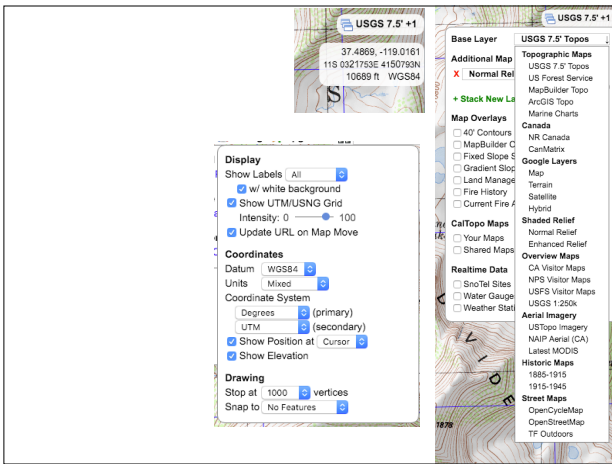 USGS 7.5' +1
37.4869, -119.0161
11S 0321753E 4150793N
10689 ft WGS84
S
Display
Show Labels All
w/ white background
Show UTM/USNG Grid
Intensity: 0 100
Update URL on Map Move
Coordinates
Datum WGS84
Units Mixed
Coordinate System
Degrees (primary)
UTM (secondary)
Show Position at Cursor
Show Elevation
Drawing
Stop at 1000 vertices
Snap to No Features
USGS 7.5' +1
Base Layer USGS 7.5' Topos
Additional Map
X Normal Rel
+ Stack New La
Map Overlays
40' Contours
MapBuilder C
Fixed Slope S
Gradient Slop
Land Manage
Fire History
Current Fire A
CalTopo Maps
Your Maps
Shared Maps
Realtime Data
SnoTel Sites
Water Gauge
Weather Stati
Topographic Maps
USGS 7.5' Topos
US Forest Service
MapBuilder Topo
ArcGIS Topo
Marine Charts
Canada
NR Canada
CanMatrix
Google Layers
Map
Terrain
Satellite
Hybrid
Shaded Relief
Normal Relief
Enhanced Relief
Overview Maps
CA Visitor Maps
NPS Visitor Maps
USFS Visitor Maps
USGS 1:250k
Aerial Imagery
USTopo Imagery
NAIP Aerial (CA)
Latest MODIS
Historic Maps
1885-1915
1915-1945
Street Maps
OpenCycleMap
OpenStreetMap
TF Outdoors
V I D E
1878